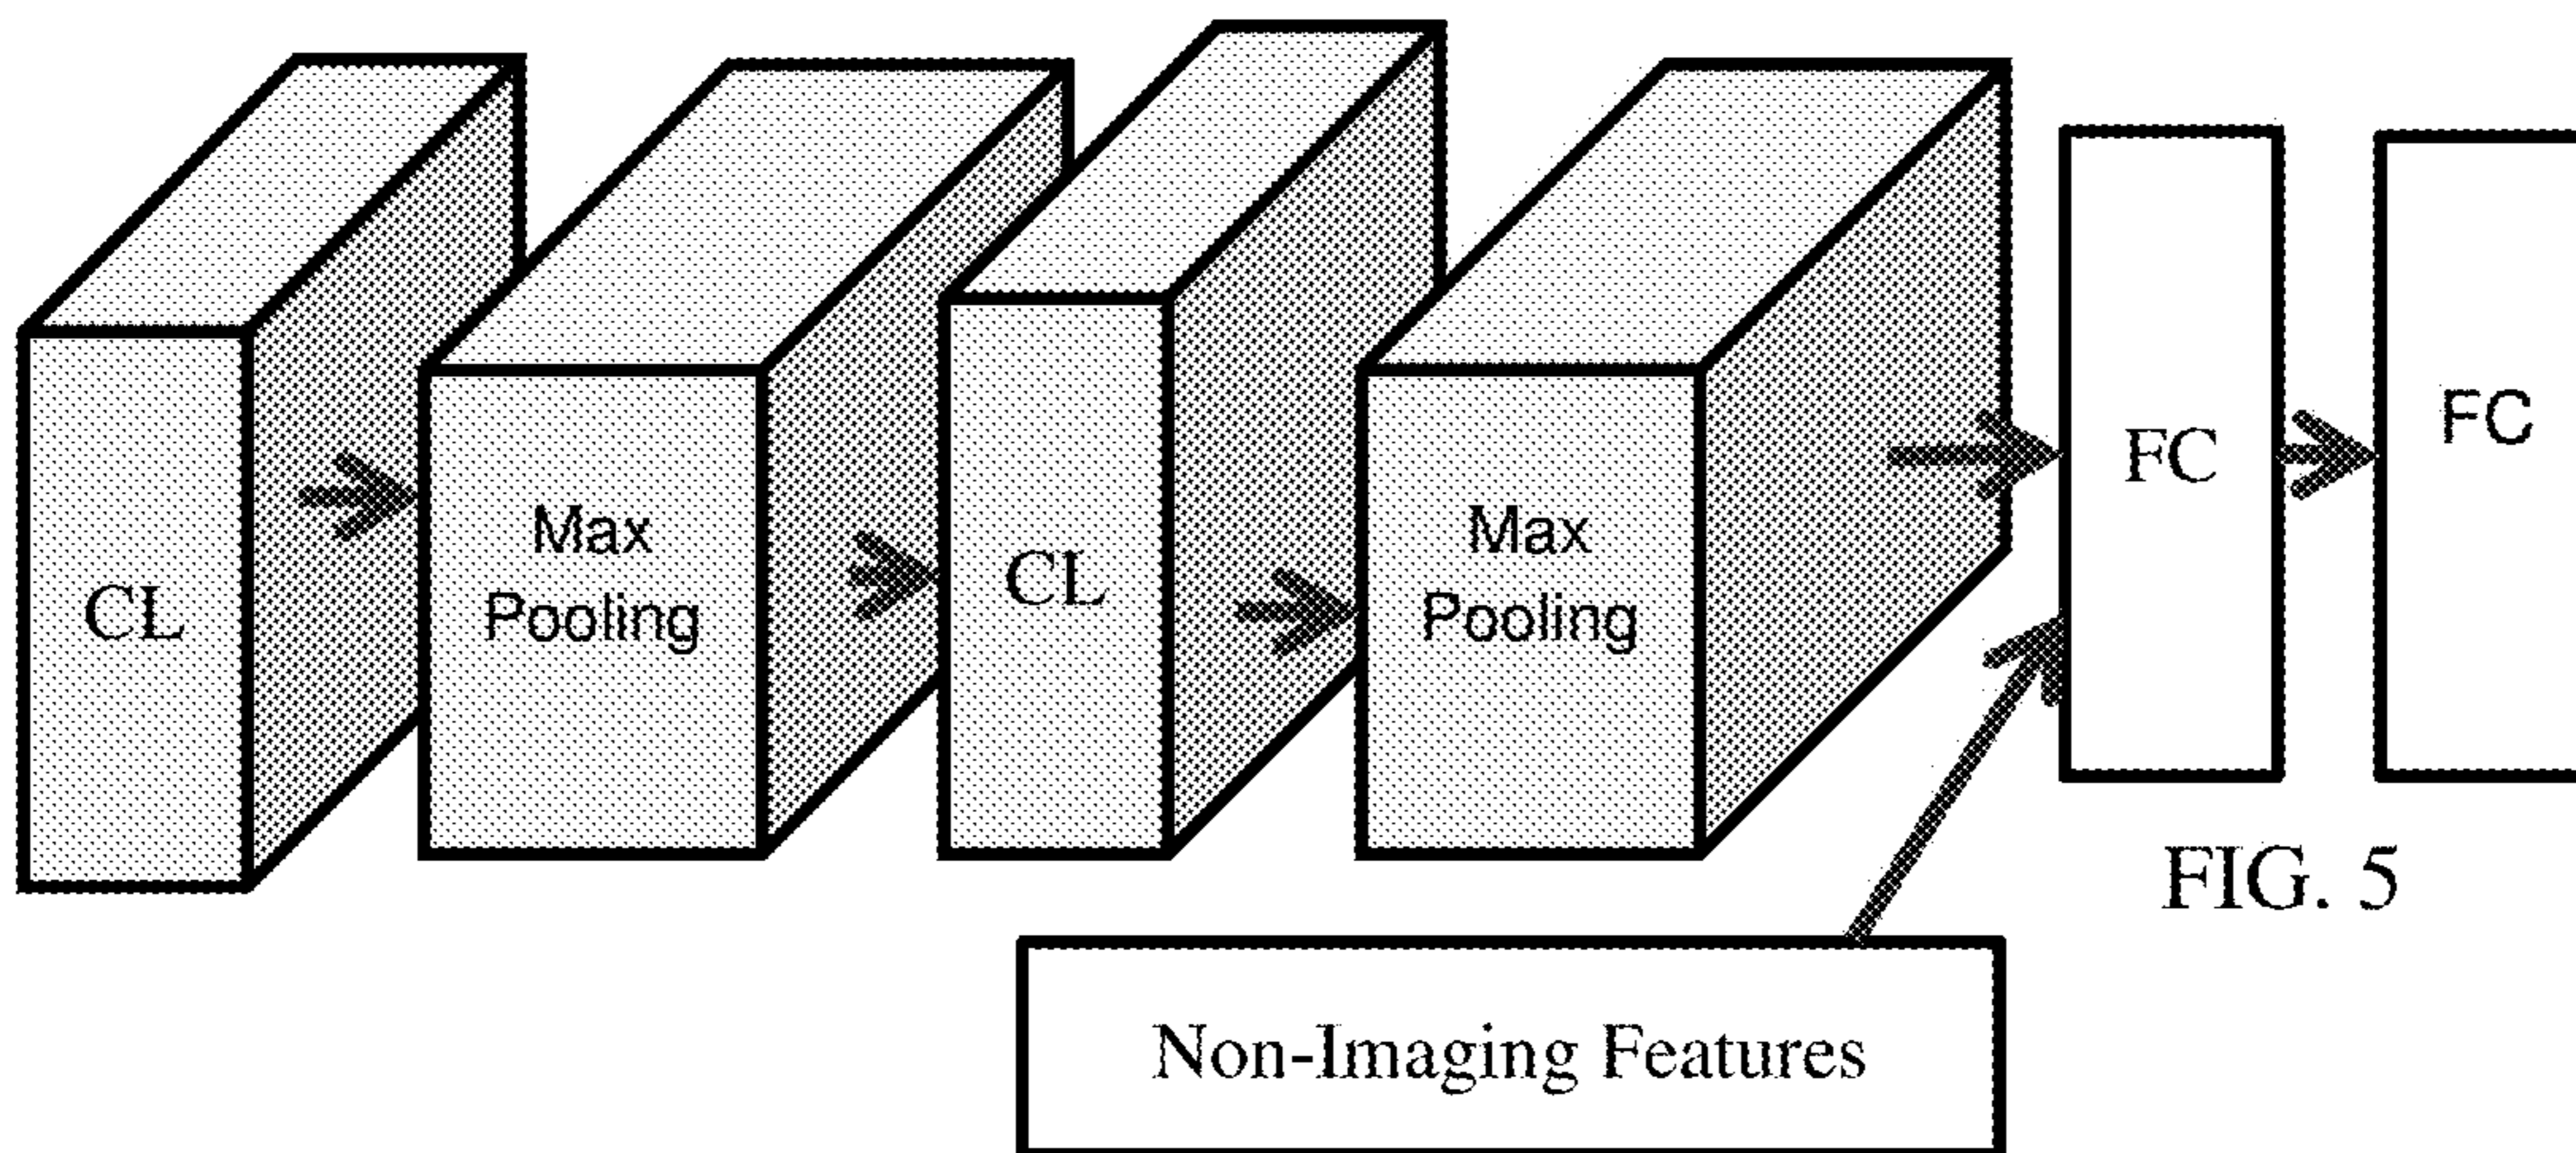 CL
Max
Pooling
CL
Max
Pooling
FC
FC
FIG. 5
Non-Imaging Features